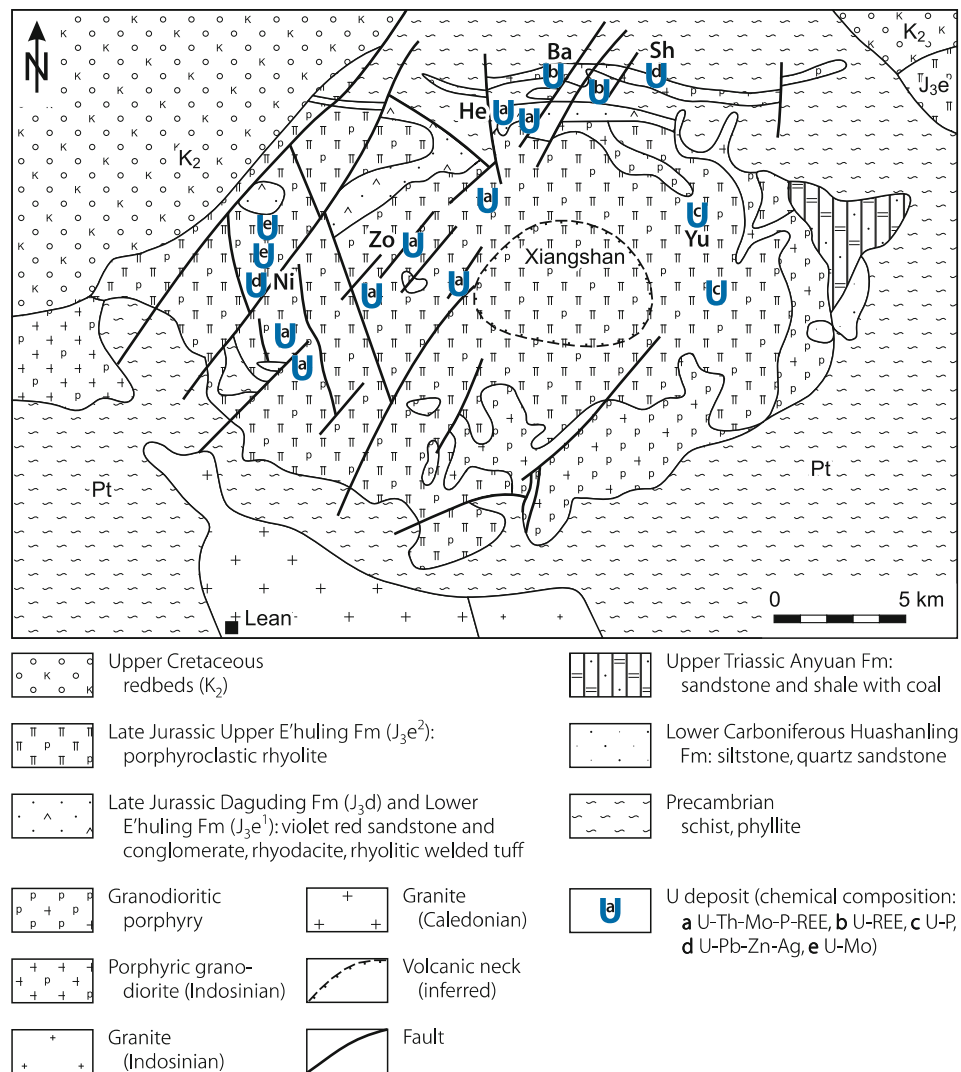 N
K₂
J₃e
Ba
Sh
b
d
b
He
a
a
K₂
a
c
Yu
e
Zo
a
Xiangshan
e
d
Ni
a
a
c
a
a
Pt
Pt
0 5 km
Lean
Upper Cretaceous
redbeds (K₂)
Late Jurassic Upper E’huling Fm (J₃e²):
porphyroclastic rhyolite
Late Jurassic Daguding Fm (J₃d) and Lower
E’huling Fm (J₃e¹): violet red sandstone and
conglomerate, rhyodacite, rhyolitic welded tuff
Granodioritic
porphyry
Porphyric grano-
diorite (Indosinian)
Granite
(Indosinian)
Granite
(Caledonian)
Volcanic neck
(inferred)
Fault
Upper Triassic Anyuan Fm:
sandstone and shale with coal
Lower Carboniferous Huashanling
Fm: siltstone, quartz sandstone
Precambrian
schist, phyllite
a
U deposit (chemical composition:
a U-Th-Mo-P-REE, b U-REE, c U-P,
d U-Pb-Zn-Ag, e U-Mo)